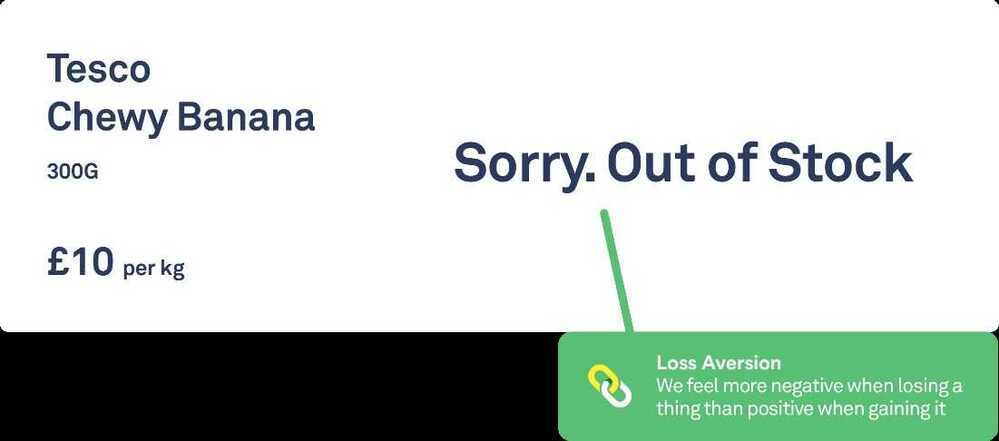 Tesco
Chewy Banana
300G
£10 per kg
Sorry. Out of Stock
Loss Aversion
We feel more negative when losing a
thing than positive when gaining it